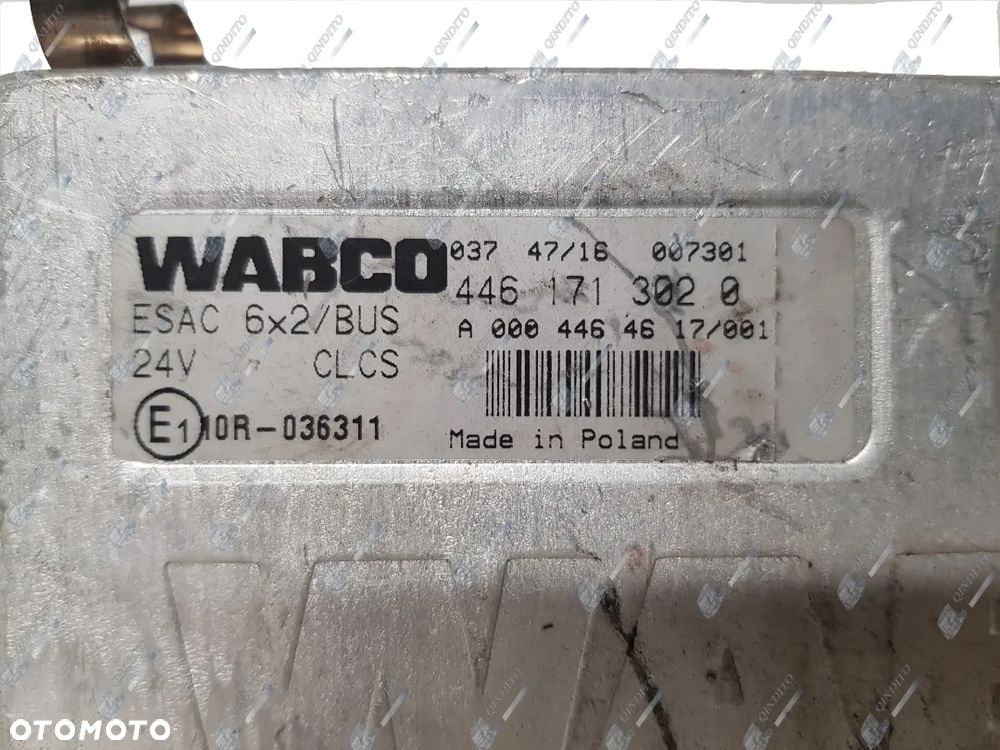 WABCO
037 47/16 007301
446 171 302 0
ESAC 6x2/BUS
A 000 446 46 17/001
24V - CLCS
E1 10R-036311
Made in Poland
OTOMOTO
QINDITO